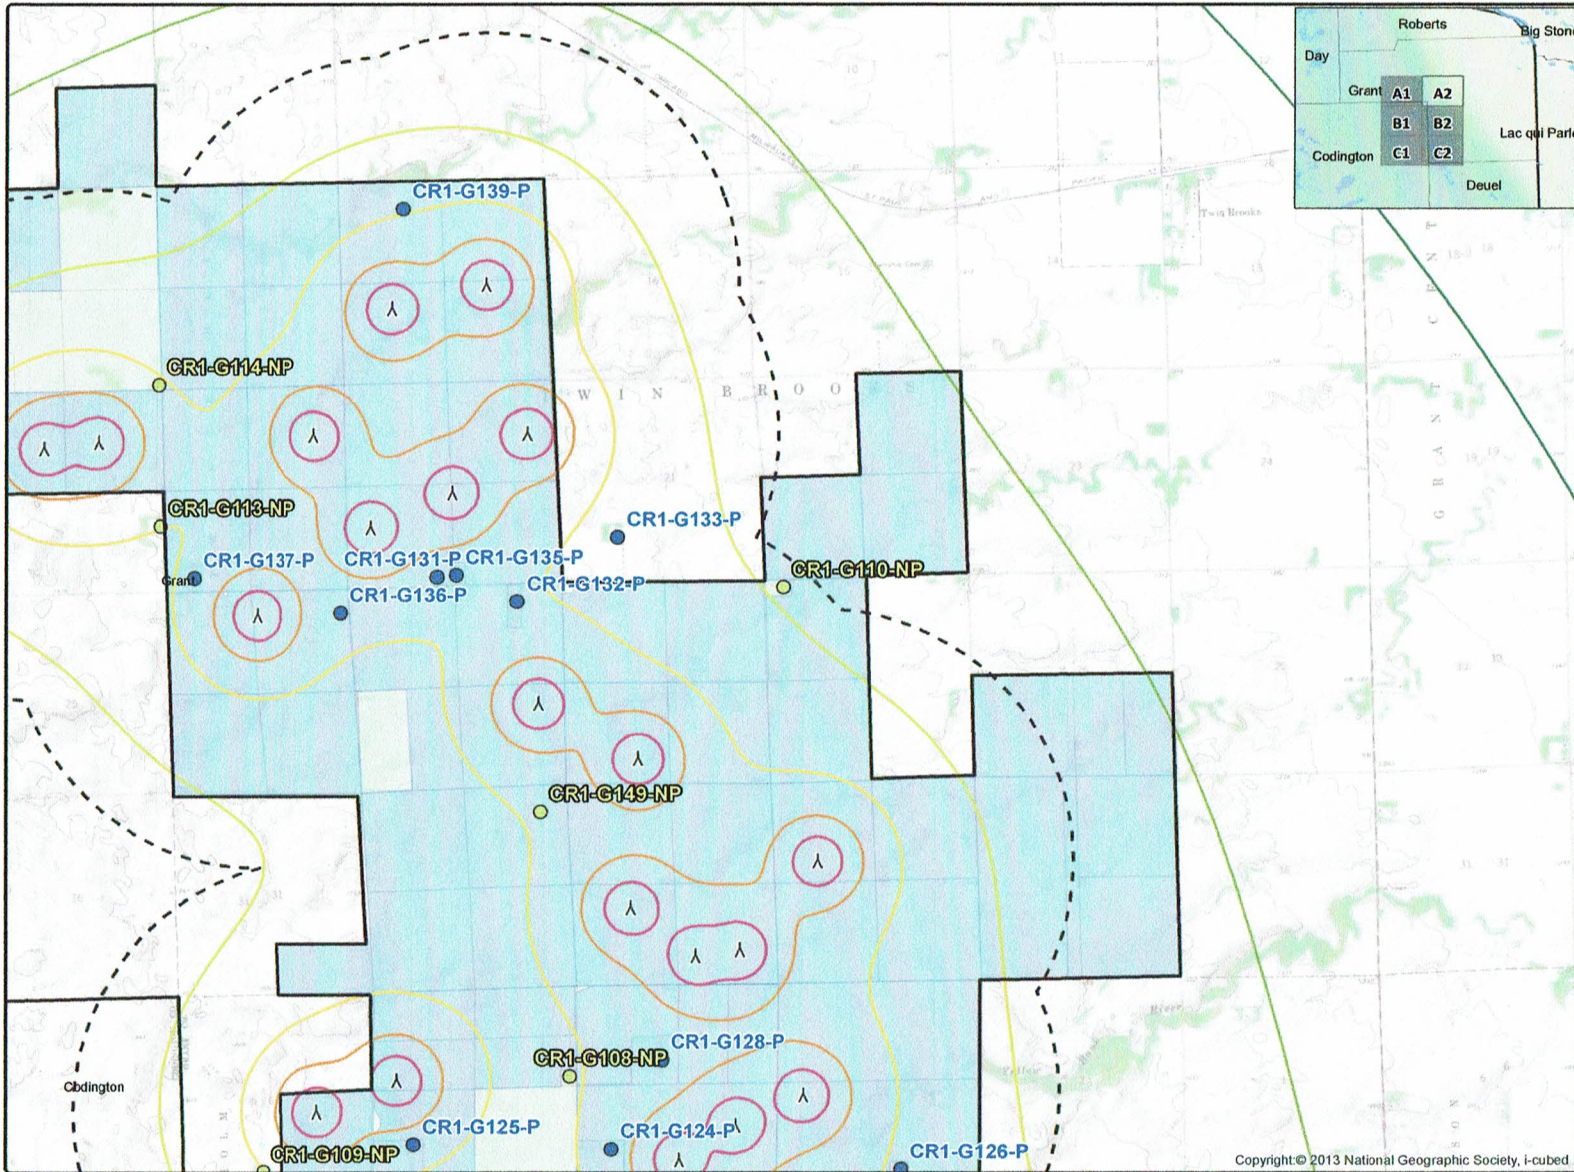 Roberts
Big Stone
Day
Grant
A1
A2
B1
B2
Lac qui Parle
Codington
C1
C2
Deuel
CR1-G139-P
Twin Brooks
CR1-G114-NP
W I N B R O O K S
CR1-G113-NP
CR1-G133-P
CR1-G137-P
CR1-G131-P
CR1-G135-P
Grant
CR1-G110-NP
CR1-G136-P
CR1-G132-P
CR1-G149-NP
CR1-G128-P
CR1-G108-NP
Codington
CR1-G125-P
CR1-G124-P
CR1-G109-NP
CR1-G126-P
Copyright:© 2013 National Geographic Society, i-cubed